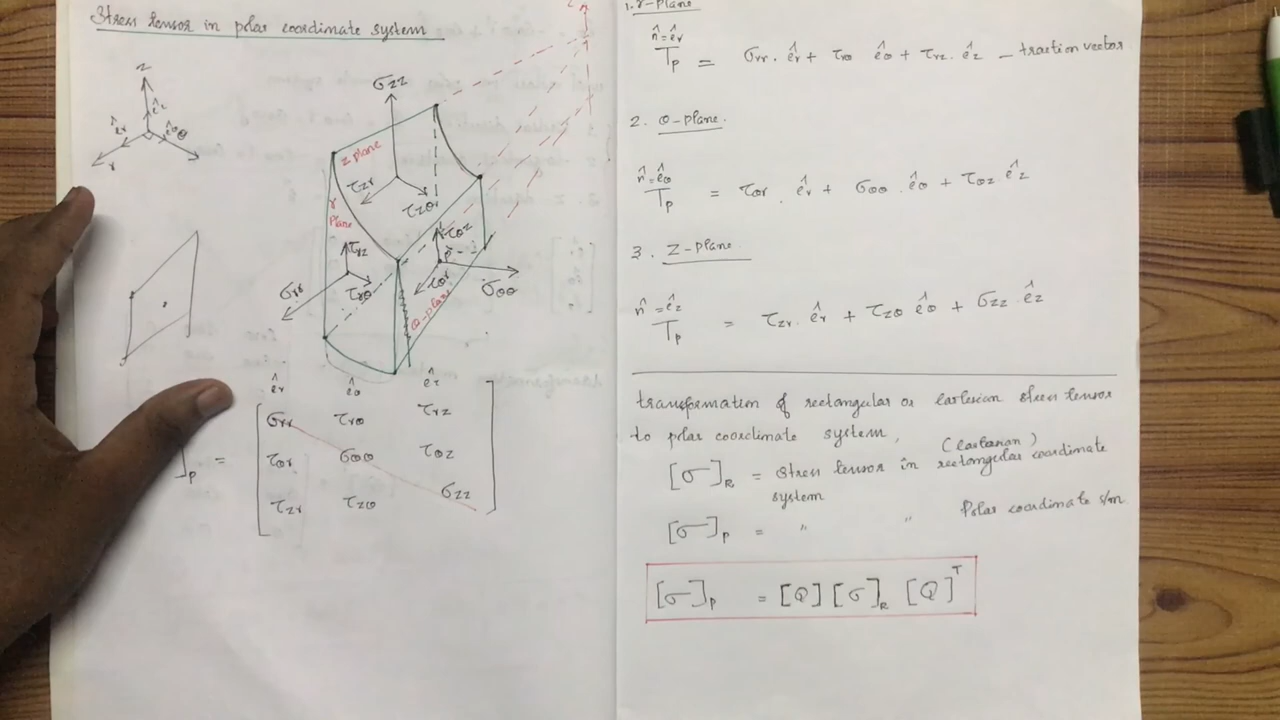 Stress tensor in polar coordinate system
z
êz
êr
êθ θ
r
σzz
z plane
τzr
τzθ
r plane
τrz
τrθ
σrr
τθz
P
τθr
σθθ
θ-plane
êr êθ êz
σrr τrθ τrz
]p = τθr σθθ τθz
τzr τzθ σzz
1. r-Plane
n̂=êr
Tp = σrr. êr + τrθ êθ + τrz. êz – traction vector
2. θ-plane.
n̂=êθ
Tp = τθr. êr + σθθ. êθ + τθz êz
3. Z-plane.
n̂=êz
Tp = τzr. êr + τzθ êθ + σzz êz
transformation of rectangular or cartesian stress tensor
to polar coordinate system,
(cartesian)
[σ]R = stress tensor in rectangular coordinate
system
[σ]p = " " Polar coordinate s/m
[σ]p = [Q] [σ]R [Q]T